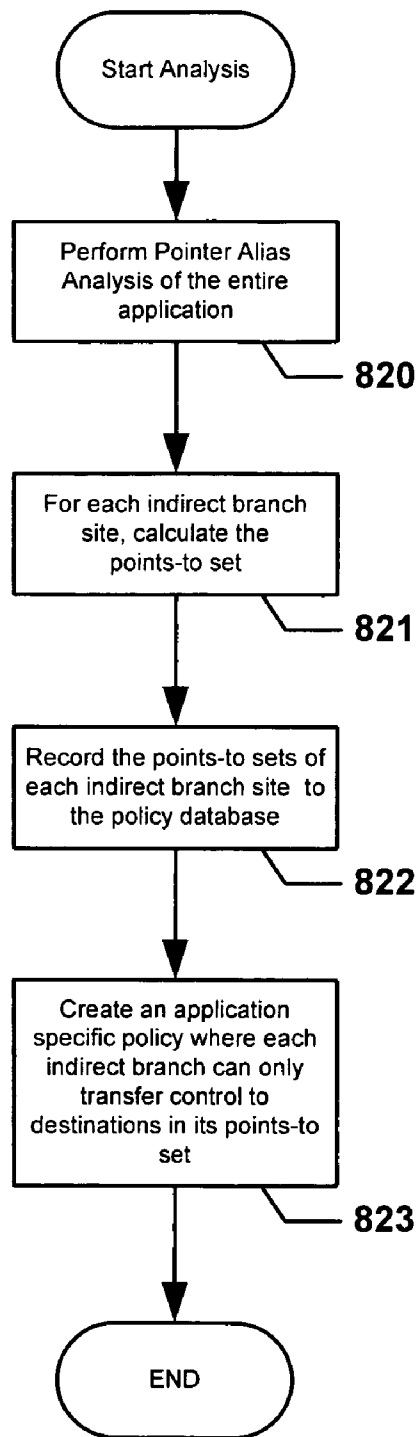 Start Analysis
Perform Pointer Alias
Analysis of the entire
application
820
For each indirect branch
site, calculate the
points-to set
821
Record the points-to sets of
each indirect branch site to
the policy database
822
Create an application
specific policy where each
indirect branch can only
transfer control to
destinations in its points-to
set
823
END